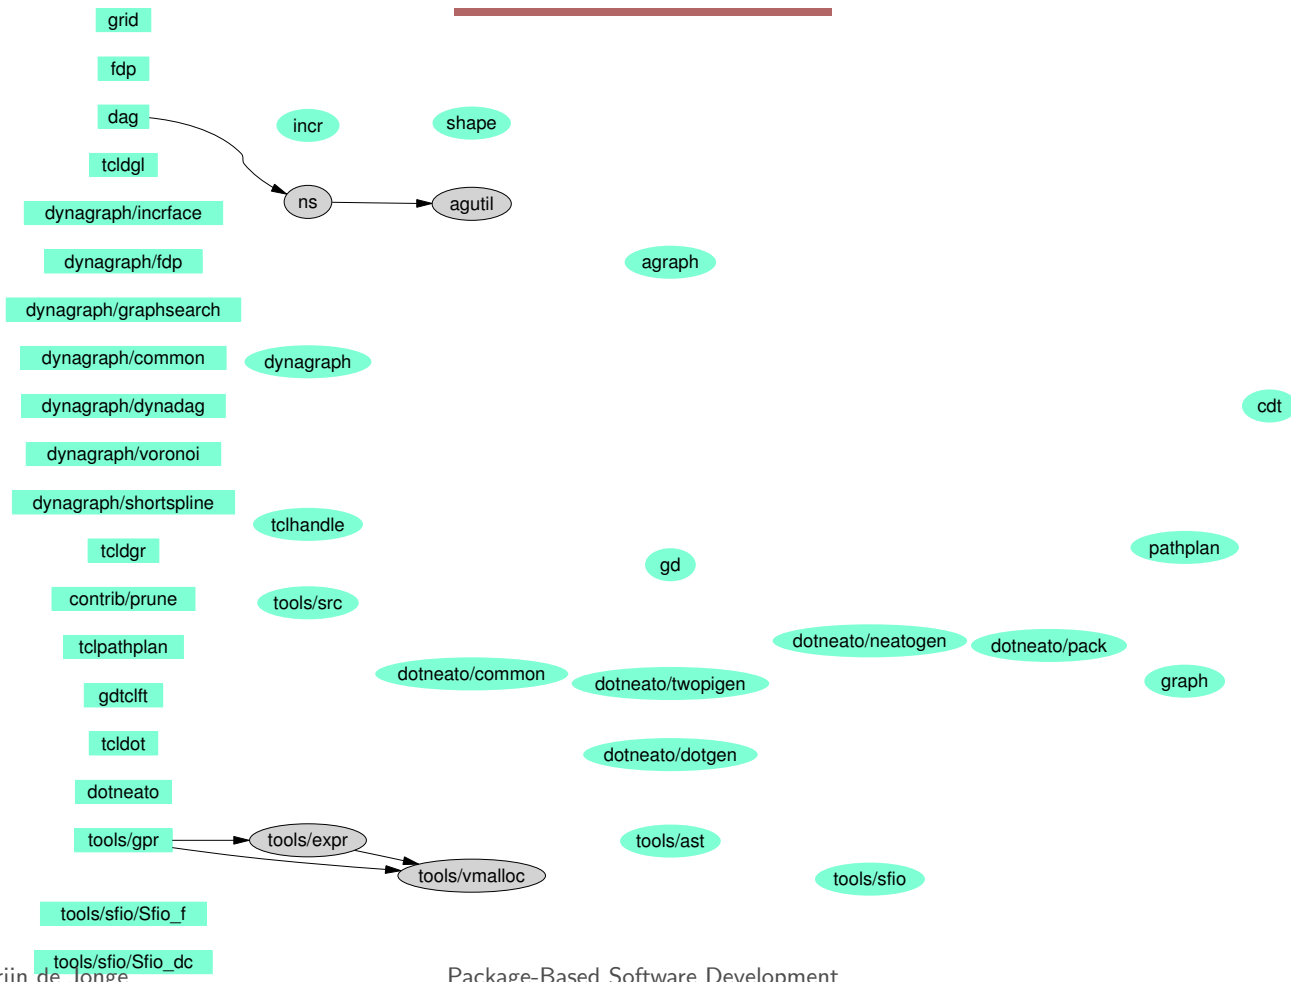 grid
fdp
dag
incr
shape
tcldgl
ns
agutil
dynagraph/incrface
dynagraph/fdp
agraph
dynagraph/graphsearch
dynagraph/common
dynagraph
dynagraph/dynadag
cdt
dynagraph/voronoi
dynagraph/shortspline
tclhandle
tcldgr
gd
pathplan
contrib/prune
tools/src
tclpathplan
dotneato/common
dotneato/twopigen
dotneato/neatogen
dotneato/pack
graph
gdtclft
tcldot
dotneato/dotgen
dotneato
tools/gpr
tools/expr
tools/ast
tools/vmalloc
tools/sfio
tools/sfio/Sfio_f
tools/sfio/Sfio_dc
de Jonge
Package-Based Software Development